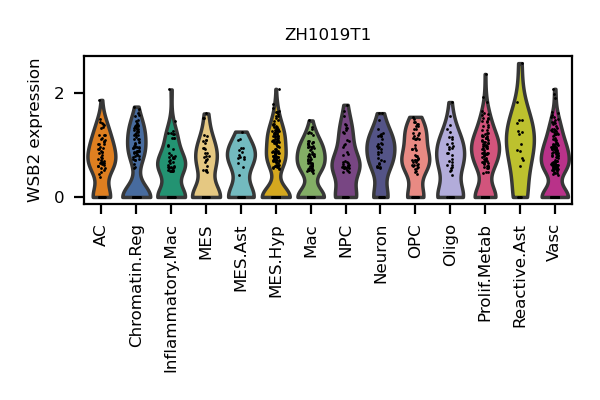 ZH1019T1
WSB2 expression
2
0
AC
Chromatin.Reg
Inflammatory.Mac
MES
MES.Ast
MES.Hyp
Mac
NPC
Neuron
OPC
Oligo
Prolif.Metab
Reactive.Ast
Vasc